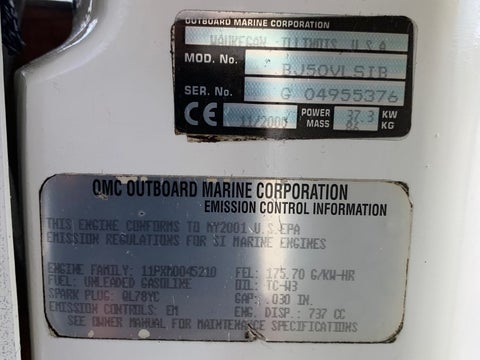 OUTBOARD MARINE CORPORATION
WAUKEGAN, ILLINOIS, U.S.A
MOD. No. BJ50VLSIB
SER. No. G 04955376
CE 11/2000 POWER 37.3 KW
MASS KG
OMC OUTBOARD MARINE CORPORATION
EMISSION CONTROL INFORMATION
THIS ENGINE CONFORMS TO MY2001 U.S.EPA
EMISSION REGULATIONS FOR SI MARINE ENGINES
ENGINE FAMILY: 11PXM0045210 FEL: 175.70 G/KW-HR
FUEL: UNLEADED GASOLINE OIL: TC-W3
SPARK PLUG: QL78YC GAP: .030 IN.
EMISSION CONTROLS: EM ENG. DISP.: 737 CC
SEE OWNER MANUAL FOR MAINTENANCE SPECIFICATIONS